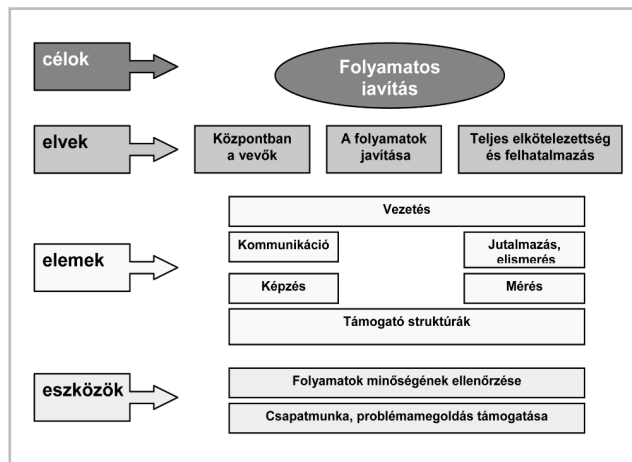 célok
Folyamatos
javítás
elvek
Központban
a vevők
A folyamatok
javítása
Teljes elkötelezettség
és felhatalmazás
Vezetés
Kommunikáció
Jutalmazás,
elismerés
elemek
Képzés
Mérés
Támogató struktúrák
eszközök
Folyamatok minőségének ellenőrzése
Csapatmunka, problémamegoldás támogatása